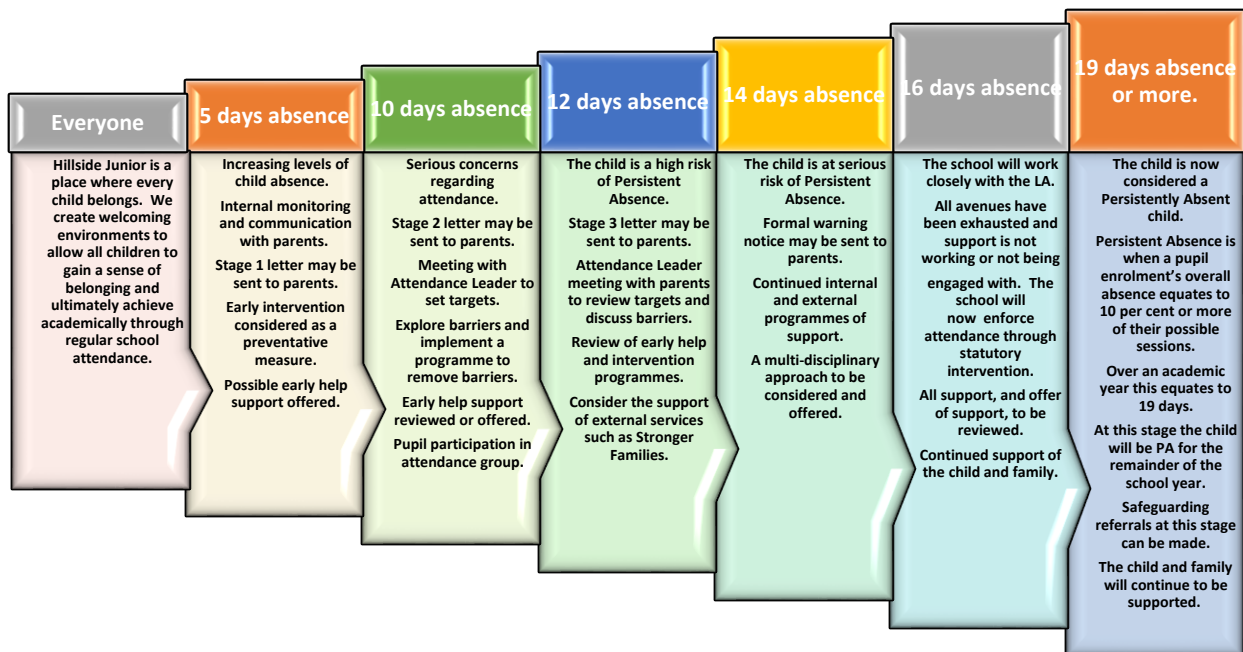 Everyone
Hillside Junior is a
place where every
child belongs. We
create welcoming
environments to
allow all children to
gain a sense of
belonging and
ultimately achieve
academically through
regular school
attendance.
5 days absence
Increasing levels of
child absence.
Internal monitoring
and communication
with parents.
Stage 1 letter may be
sent to parents.
Early intervention
considered as a
preventative
measure.
Possible early help
support offered.
10 days absence
Serious concerns
regarding
attendance.
Stage 2 letter may be
sent to parents.
Meeting with
Attendance Leader to
set targets.
Explore barriers and
implement a
programme to
remove barriers.
Early help support
reviewed or offered.
Pupil participation in
attendance group.
12 days absence
The child is a high risk
of Persistent
Absence.
Stage 3 letter may be
sent to parents.
Attendance Leader
meeting with parents
to review targets and
discuss barriers.
Review of early help
and intervention
programmes.
Consider the support
of external services
such as Stronger
Families.
14 days absence
The child is at serious
risk of Persistent
Absence.
Formal warning
notice may be sent to
parents.
Continued internal
and external
programmes of
support.
A multi-disciplinary
approach to be
considered and
offered.
16 days absence
The school will work
closely with the LA.
All avenues have
been exhausted and
support is not
working or not being
engaged with. The
school will
now enforce
attendance through
statutory
intervention.
All support, and offer
of support, to be
reviewed.
Continued support of
the child and family.
19 days absence
or more.
The child is now
considered a
Persistently Absent
child.
Persistent Absence is
when a pupil
enrolment's overall
absence equates to
10 per cent or more
of their possible
sessions.
Over an academic
year this equates to
19 days.
At this stage the child
will be PA for the
remainder of the
school year.
Safeguarding
referrals at this stage
can be made.
The child and family
will continue to be
supported.